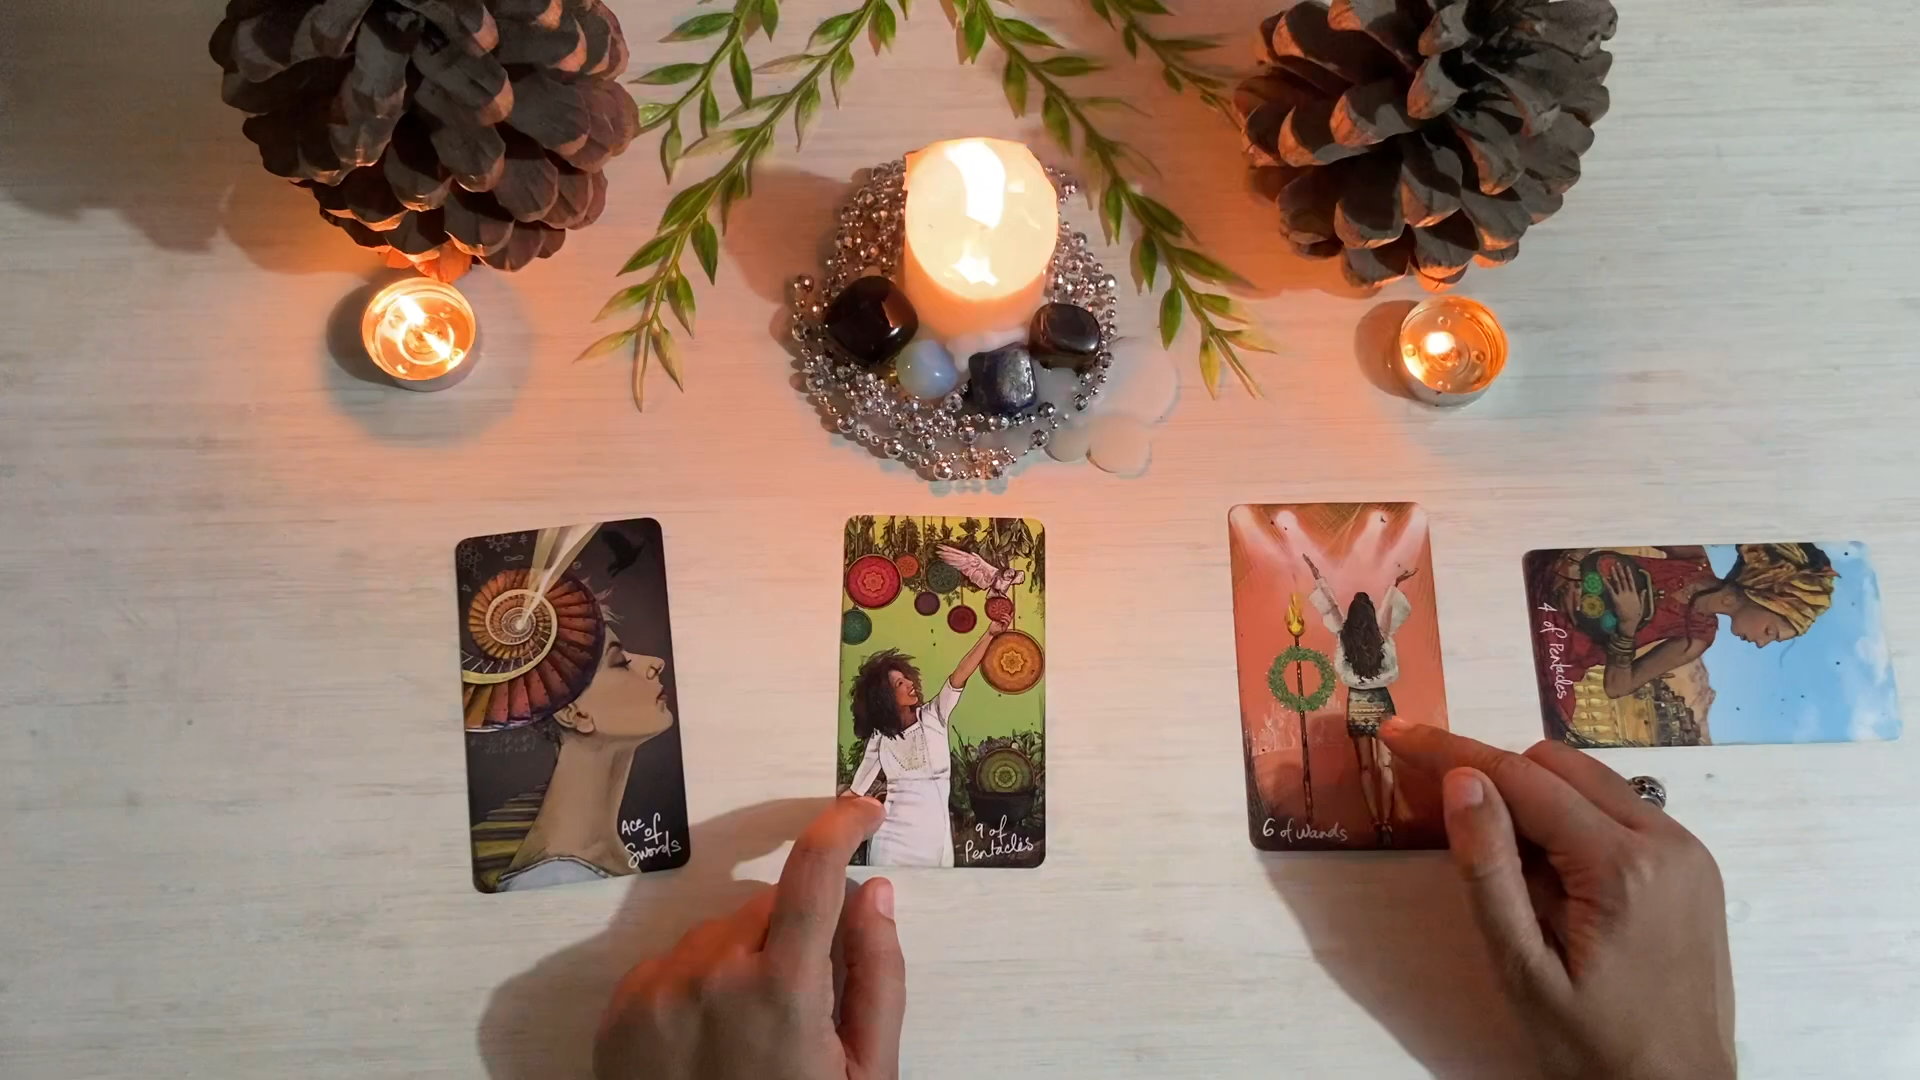 Ace
of
Swords
9 of
Pentacles
6 of Wands
4 of Pentacles